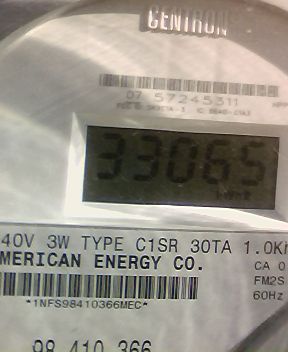 CENTRON
07 57245311
33065
kWh
40V 3W TYPE C1SR 30TA 1.0K
MERICAN ENERGY CO.
CA 0
FM2S
60Hz
*1NFS98410366MEC*
98 410 366